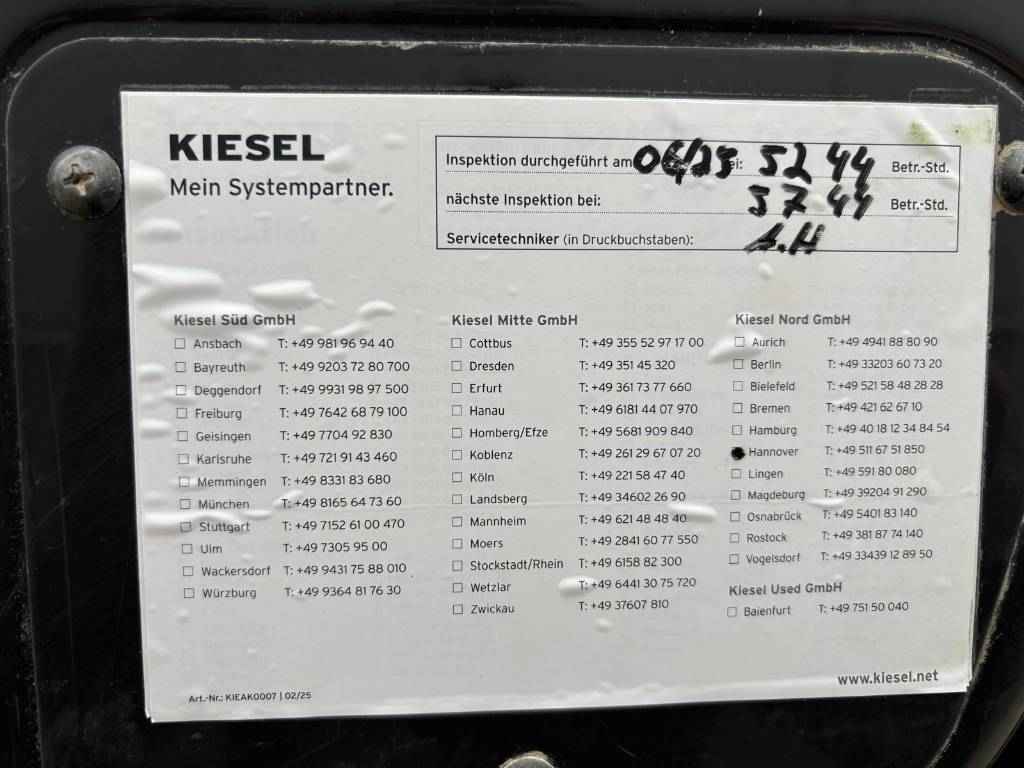 KIESEL
Mein Systempartner.
Inspektion durchgeführt am 06/25 bei: 5244 Betr.-Std.
nächste Inspektion bei: 5744 Betr.-Std.
Servicetechniker (in Druckbuchstaben): A.H
Kiesel Süd GmbH
Ansbach T: +49 981 96 94 40
Bayreuth T: +49 9203 72 80 700
Deggendorf T: +49 9931 98 97 500
Freiburg T: +49 7642 68 79 100
Geisingen T: +49 7704 92 830
Karlsruhe T: +49 721 91 43 460
Memmingen T: +49 8331 83 680
München T: +49 8165 64 73 60
Stuttgart T: +49 7152 61 00 470
Ulm T: +49 7305 95 00
Wackersdorf T: +49 9431 75 88 010
Würzburg T: +49 9364 81 76 30
Kiesel Mitte GmbH
Cottbus T: +49 355 52 97 17 00
Dresden T: +49 351 45 320
Erfurt T: +49 361 73 77 660
Hanau T: +49 6181 44 07 970
Homberg/Efze T: +49 5681 909 840
Koblenz T: +49 261 29 67 07 20
Köln T: +49 221 58 47 40
Landsberg T: +49 34602 26 90
Mannheim T: +49 621 48 48 40
Moers T: +49 2841 60 77 550
Stockstadt/Rhein T: +49 6158 82 300
Wetzlar T: +49 6441 30 75 720
Zwickau T: +49 37607 810
Kiesel Nord GmbH
Aurich T: +49 4941 88 80 90
Berlin T: +49 33203 60 73 20
Bielefeld T: +49 521 58 48 28 28
Bremen T: +49 421 62 67 10
Hamburg T: +49 40 18 12 34 84 54
Hannover T: +49 511 67 51 850
Lingen T: +49 591 80 080
Magdeburg T: +49 39204 91 290
Osnabrück T: +49 5401 83 140
Rostock T: +49 381 87 74 140
Vogelsdorf T: +49 33439 12 89 50
Kiesel Used GmbH
Baienfurt T: +49 751 50 040
Art.-Nr.: KIEAK0007 | 02/25
www.kiesel.net